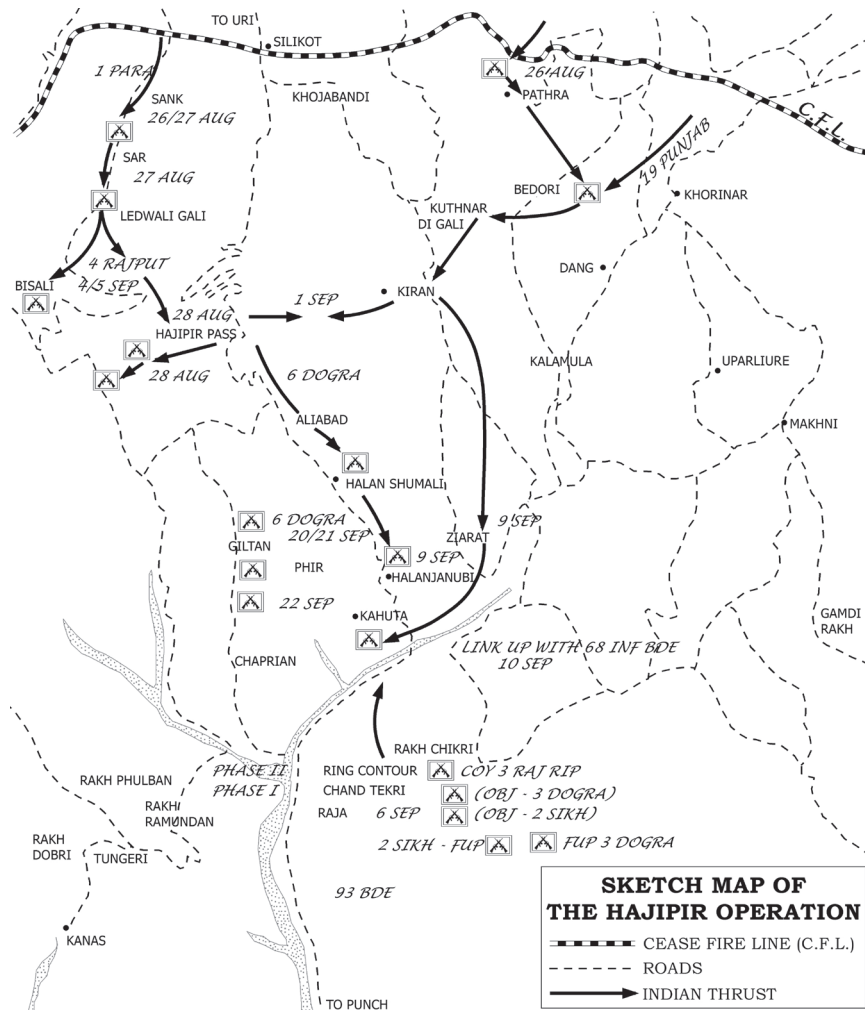 TO URI
SILIKOT
1 PARA
26 AUG
KHOJABANDI
PATHRA
SANK
26/27 AUG
C.F.L.
SAR
27 AUG
19 PUNJAB
BEDORI
KHORINAR
LEDWALI GALI
KUTHNAR
DI GALI
4 RAJPUT
4/5 SEP
DANG
BISALI
KIRAN
1 SEP
28 AUG
HAJIPIR PASS
28 AUG
KALAMULA
UPARLIURE
6 DOGRA
ALIABAD
MAKHNI
HALAN SHUMALI
6 DOGRA
20/21 SEP
GILTAN
9 SEP
ZIARAT
9 SEP
PHIR
HALANJANUBI
22 SEP
KAHUTA
GAMDI
RAKH
CHAPRIAN
LINK UP WITH 68 INF BDE
10 SEP
RAKH CHIKRI
PHASE II
RING CONTOUR
COY 3 RAJ RIP
RAKH PHULBAN
PHASE I
CHAND TEKRI
(OBJ - 3 DOGRA)
RAKH
RAMUNDAN
RAJA
6 SEP
(OBJ - 2 SIKH)
RAKH
DOBRI
TUNGERI
2 SIKH - FUP
FUP 3 DOGRA
93 BDE
KANAS
TO PUNCH
SKETCH MAP OF
THE HAJIPIR OPERATION
CEASE FIRE LINE (C.F.L.)
ROADS
INDIAN THRUST